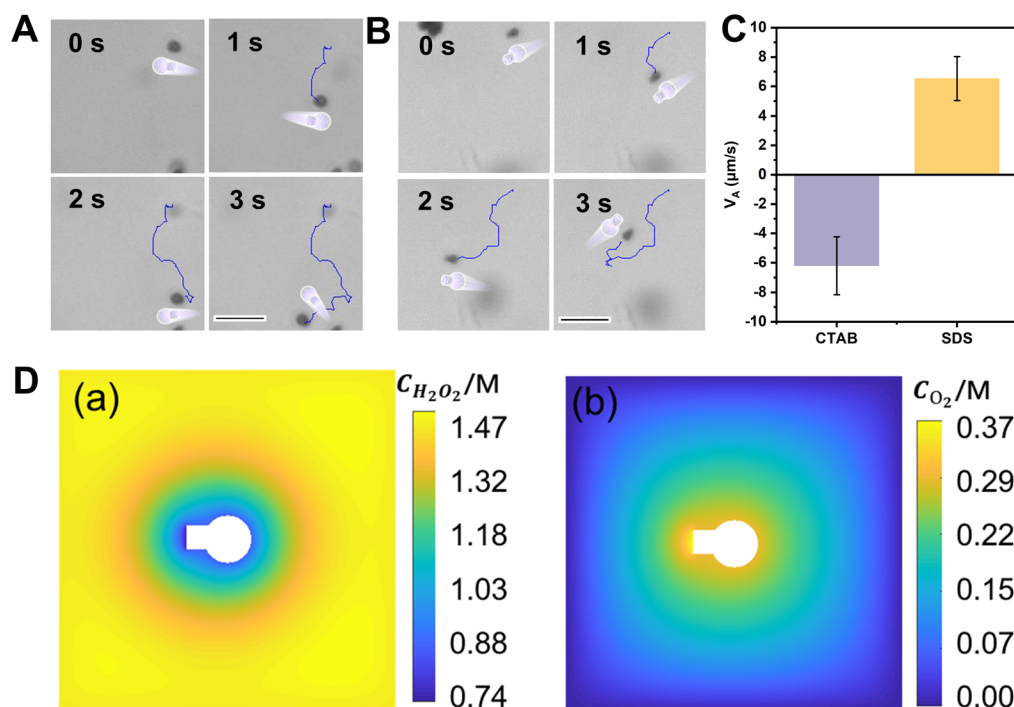 A
0 s
1 s
2 s
3 s
B
0 s
1 s
2 s
3 s
C
V_A (µm/s)
10
8
6
4
2
0
-2
-4
-6
-8
-10
CTAB
SDS
D
(a)
C_{H_2O_2}/M
1.47
1.32
1.18
1.03
0.88
0.74
(b)
C_{O_2}/M
0.37
0.29
0.22
0.15
0.07
0.00